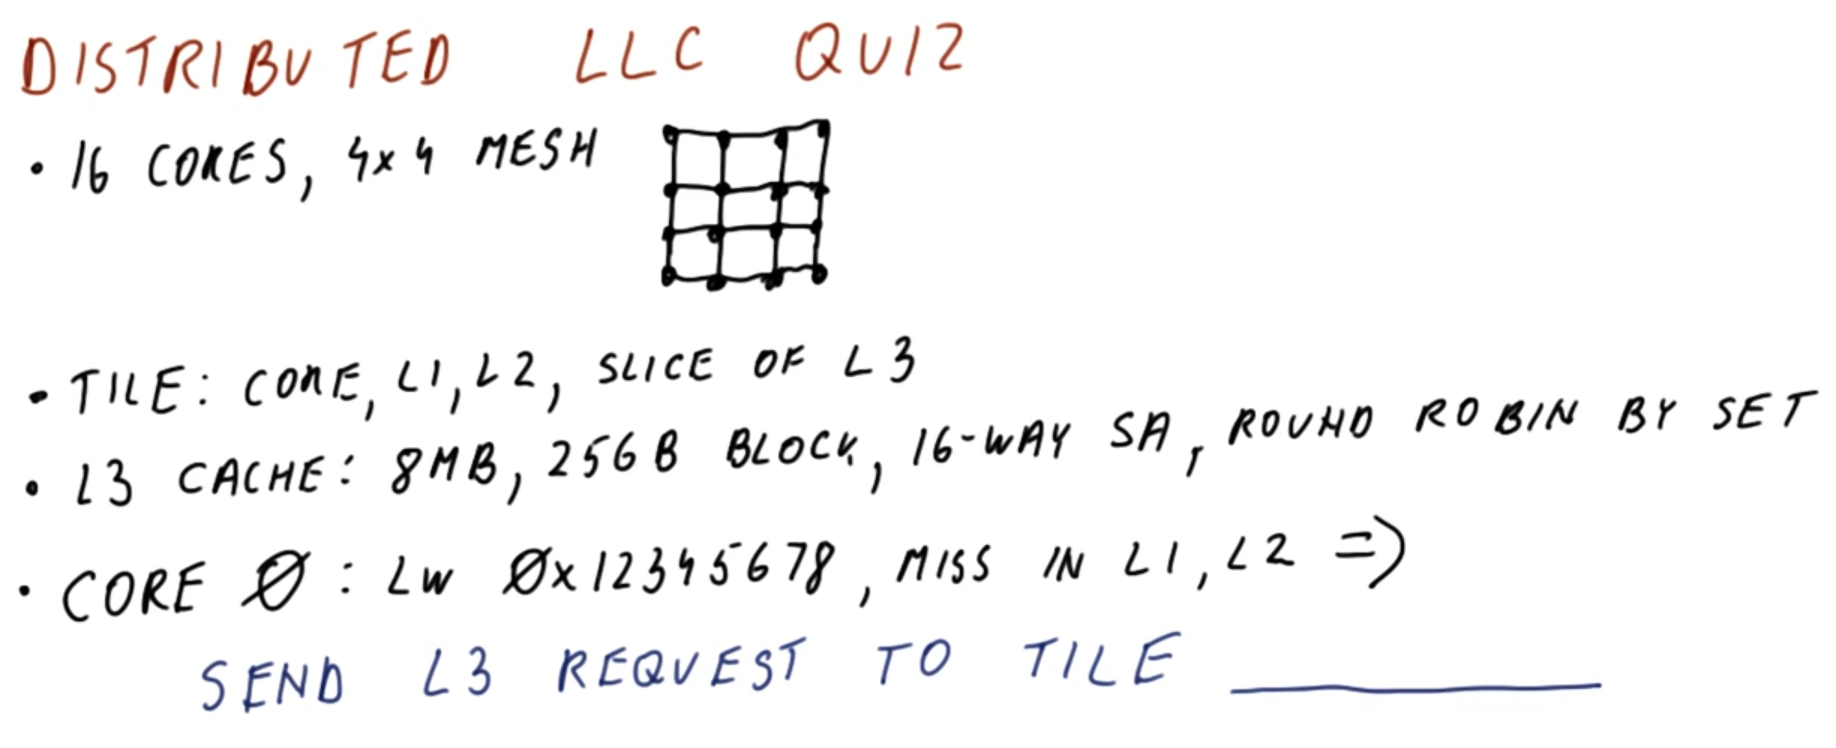 DISTRIBUTED LLC QUIZ
• 16 CORES, 4x4 MESH
• TILE: CORE, L1, L2, SLICE OF L3
• L3 CACHE: 8MB, 256B BLOCK, 16-WAY SA, ROUND ROBIN BY SET
• CORE Ø: LW Øx12345678, MISS IN L1, L2 =>
SEND L3 REQUEST TO TILE ________